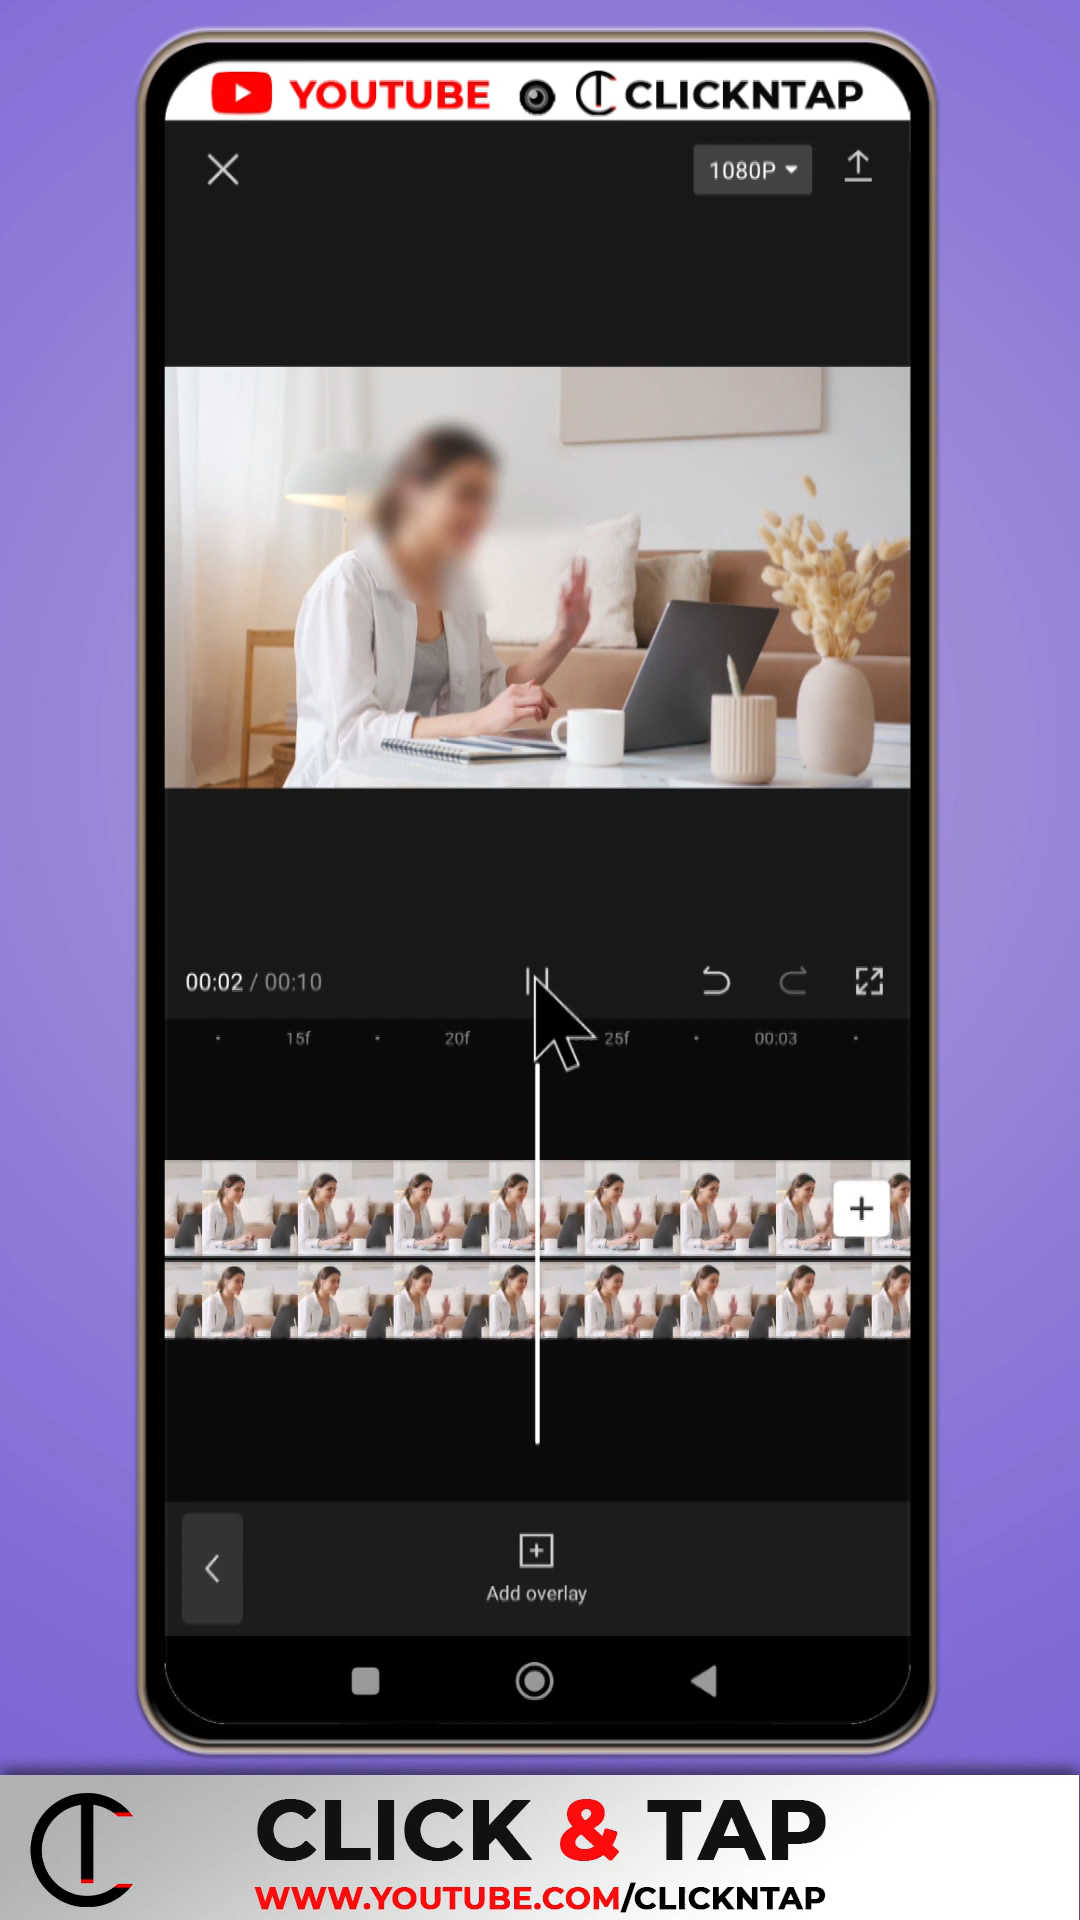 YOUTUBE CLICKNTAP
1080P
00:02 / 00:10
15f 20f 25f 00:03
Add overlay
CLICK & TAP
WWW.YOUTUBE.COM/CLICKNTAP